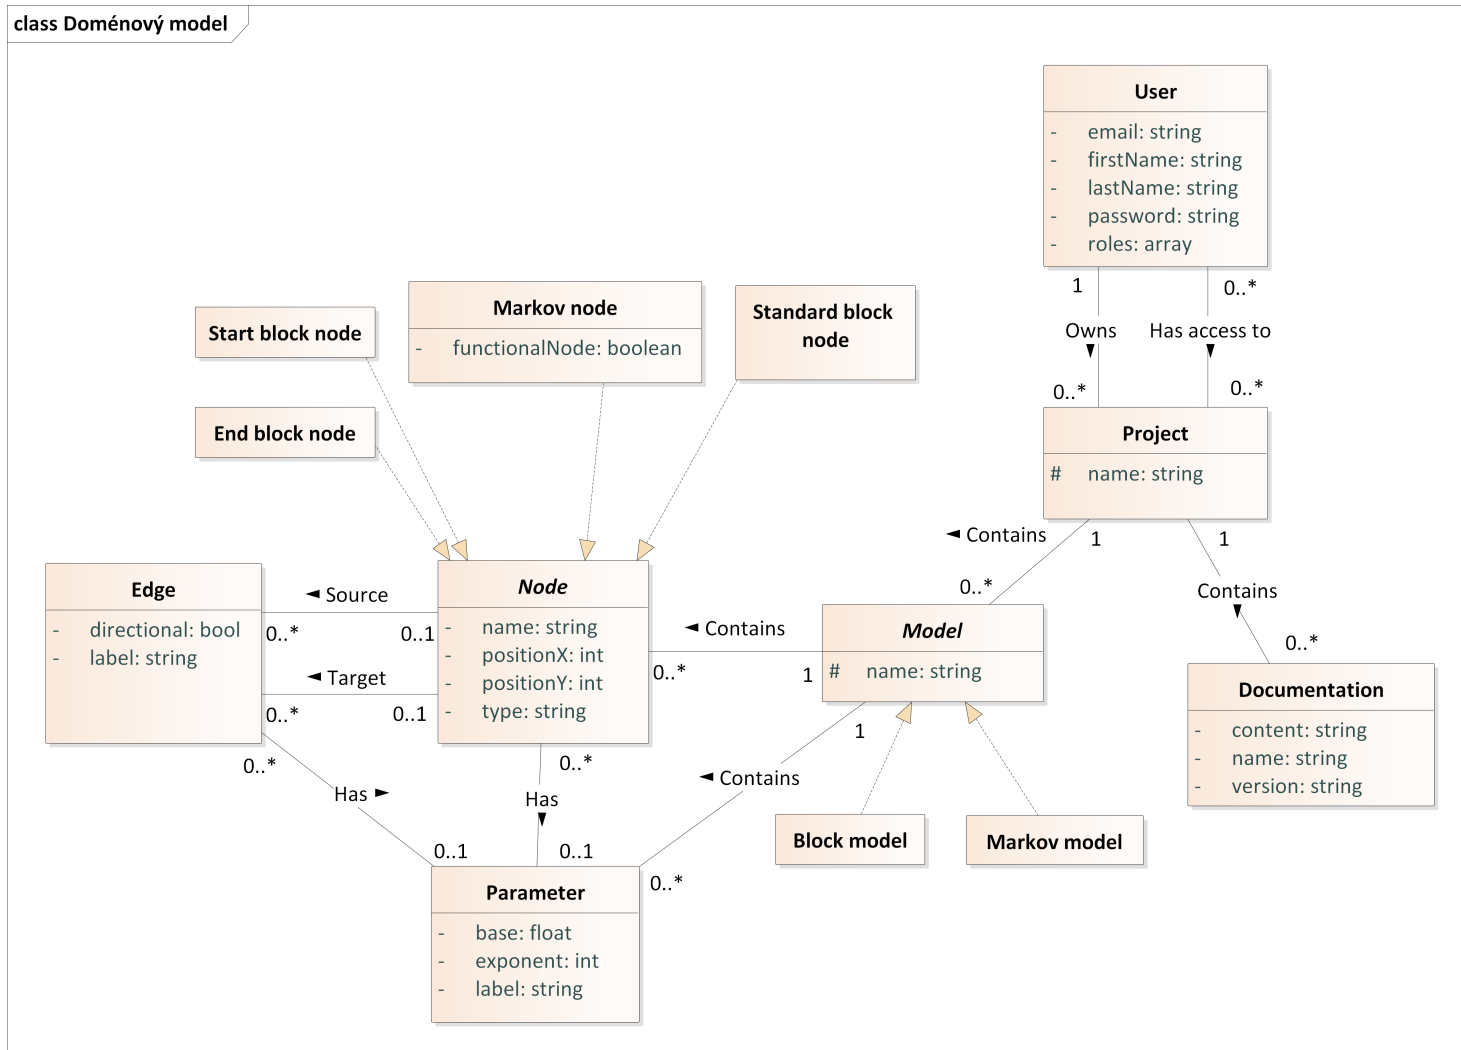 class Doménový model
User
- email: string
- firstName: string
- lastName: string
- password: string
- roles: array
1
0..*
Owns
Has access to
0..*
0..*
Project
# name: string
Start block node
Markov node
- functionalNode: boolean
Standard block
node
End block node
◄ Contains
1
1
0..*
Contains
0..*
Edge
- directional: bool
- label: string
◄ Source
0..*
0..1
◄ Target
0..*
0..1
0..*
Node
- name: string
- positionX: int
- positionY: int
- type: string
0..*
◄ Contains
0..*
1
Model
# name: string
1
Documentation
- content: string
- name: string
- version: string
Has ►
Has
◄ Contains
0..1
0..1
0..*
Block model
Markov model
Parameter
- base: float
- exponent: int
- label: string